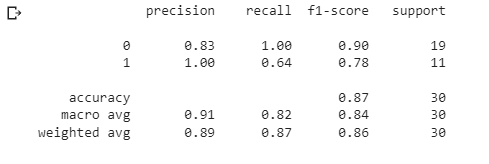 precision recall f1-score support
0 0.83 1.00 0.90 19
1 1.00 0.64 0.78 11
accuracy 0.87 30
macro avg 0.91 0.82 0.84 30
weighted avg 0.89 0.87 0.86 30